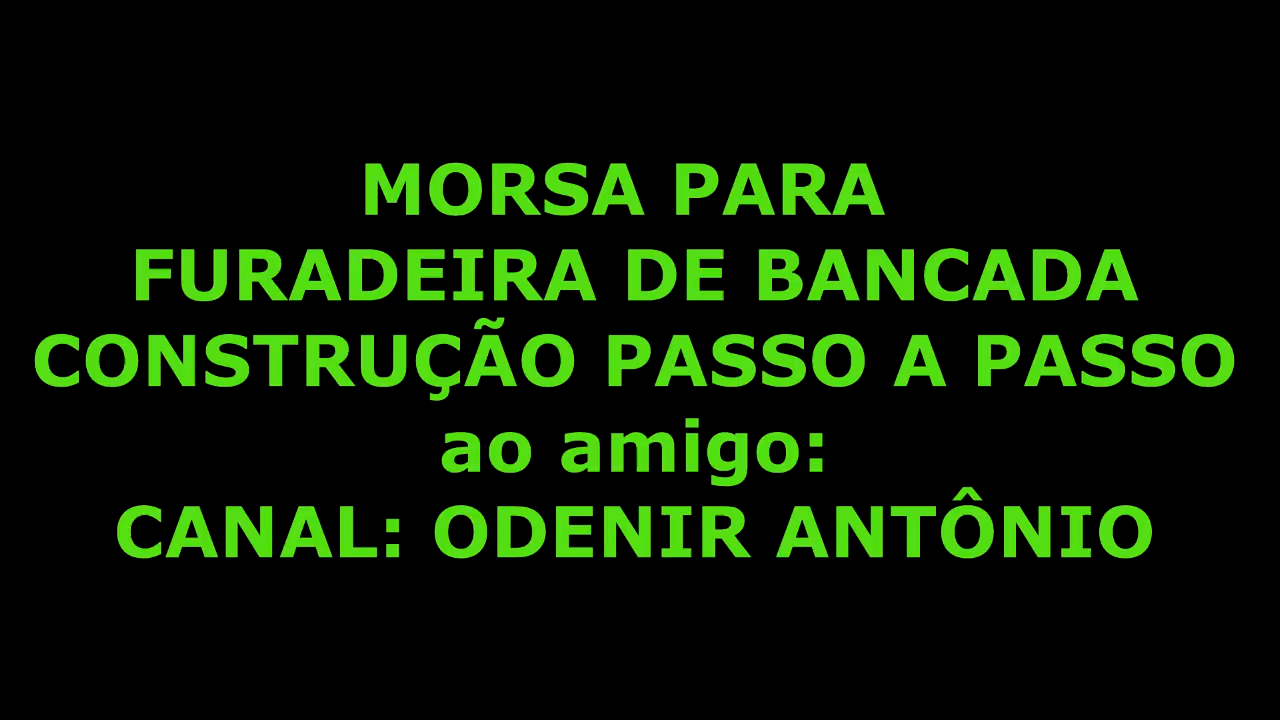 MORSA PARA
FURADEIRA DE BANCADA
CONSTRUÇÃO PASSO A PASSO
ao amigo:
CANAL: ODENIR ANTÔNIO